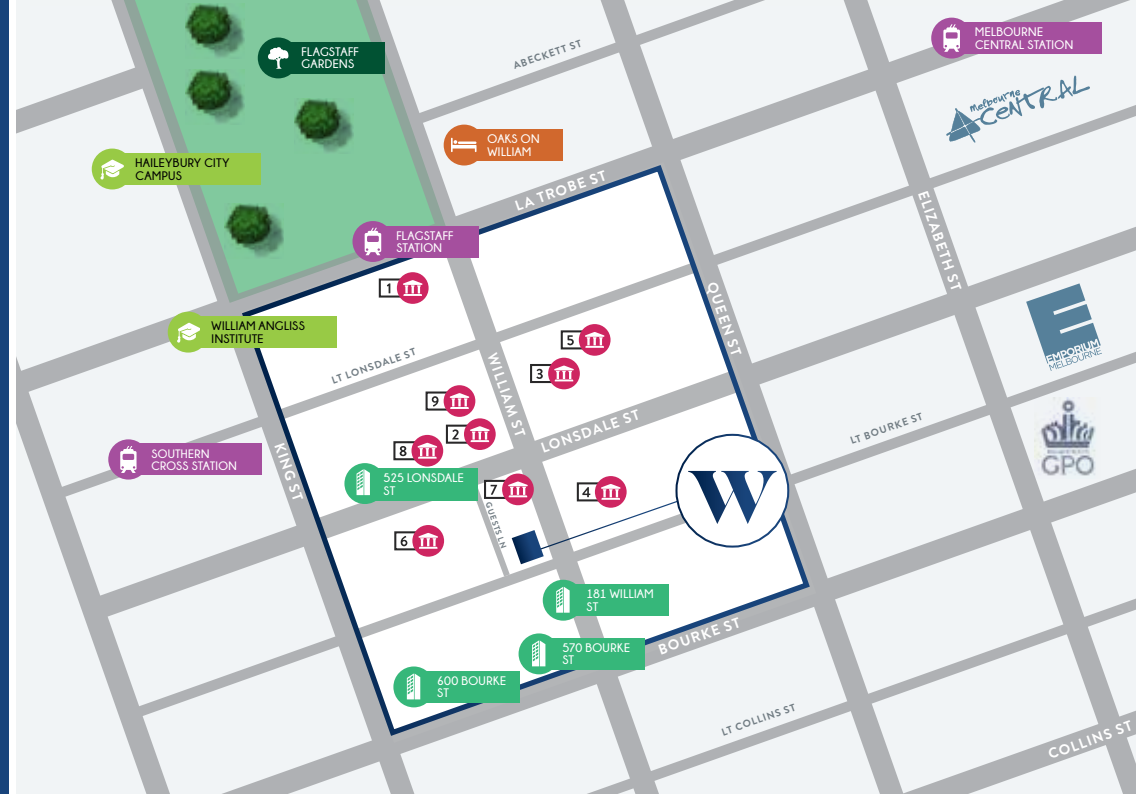 MELBOURNE
CENTRAL STATION
FLAGSTAFF
GARDENS
ABECKETT ST
melbourne
CENTRAL
OAKS ON
WILLIAM
HAILEYBURY CITY
CAMPUS
LA TROBE ST
ELIZABETH ST
FLAGSTAFF
STATION
1
QUEEN ST
WILLIAM ANGLISS
INSTITUTE
LT LONSDALE ST
5
EMPORIUM
MELBOURNE
WILLIAM ST
3
9
2
LONSDALE ST
LT BOURKE ST
GPO
8
SOUTHERN
CROSS STATION
KING ST
525 LONSDALE
ST
7
4
W
GUESTS LN
6
181 WILLIAM
ST
570 BOURKE
ST
BOURKE ST
600 BOURKE
ST
LT COLLINS ST
COLLINS ST